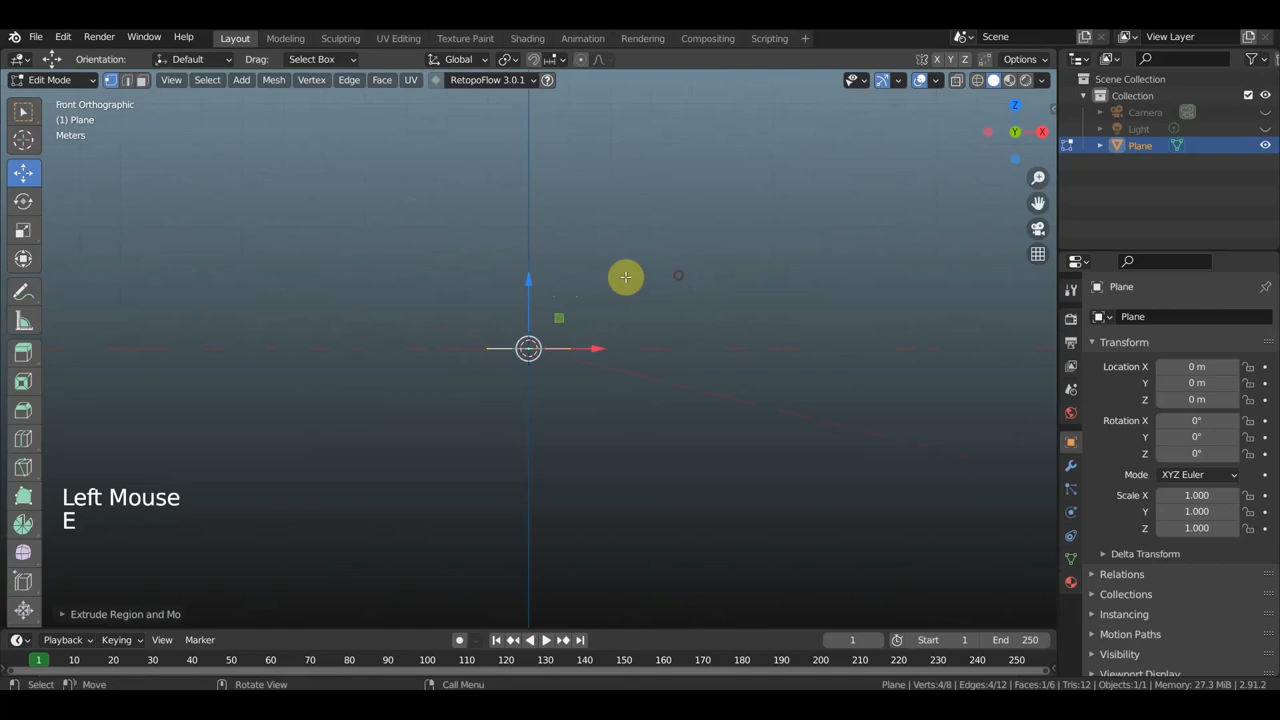 File Edit Render Window Help Layout Modeling Sculpting UV Editing Texture Paint Shading Animation Rendering Compositing Scripting + Scene View Layer
Orientation: Default Drag: Select Box Global X Y Z Options
Edit Mode View Select Add Mesh Vertex Edge Face UV RetopoFlow 3.0.1
Scene Collection
Collection
Camera
Light
Plane
Front Orthographic
(1) Plane
Meters
Z
Y
X
Plane
Plane
Transform
Location X 0 m
Y 0 m
Z 0 m
Rotation X 0°
Y 0°
Z 0°
Mode XYZ Euler
Scale X 1.000
Y 1.000
Z 1.000
Delta Transform
Relations
Collections
Instancing
Motion Paths
Visibility
Viewport Display
Left Mouse
E
Extrude Region and Mo
Playback Keying View Marker 1 Start 1 End 250
1 10 20 30 40 50 60 70 80 90 100 110 120 130 140 150 160 170 180 190 200 210 220 230 240 250
Select Move Rotate View Call Menu Plane | Verts:4/8 | Edges:4/12 | Faces:1/6 | Tris:12 | Objects:1/1 | Memory: 27.3 MiB | 2.91.2